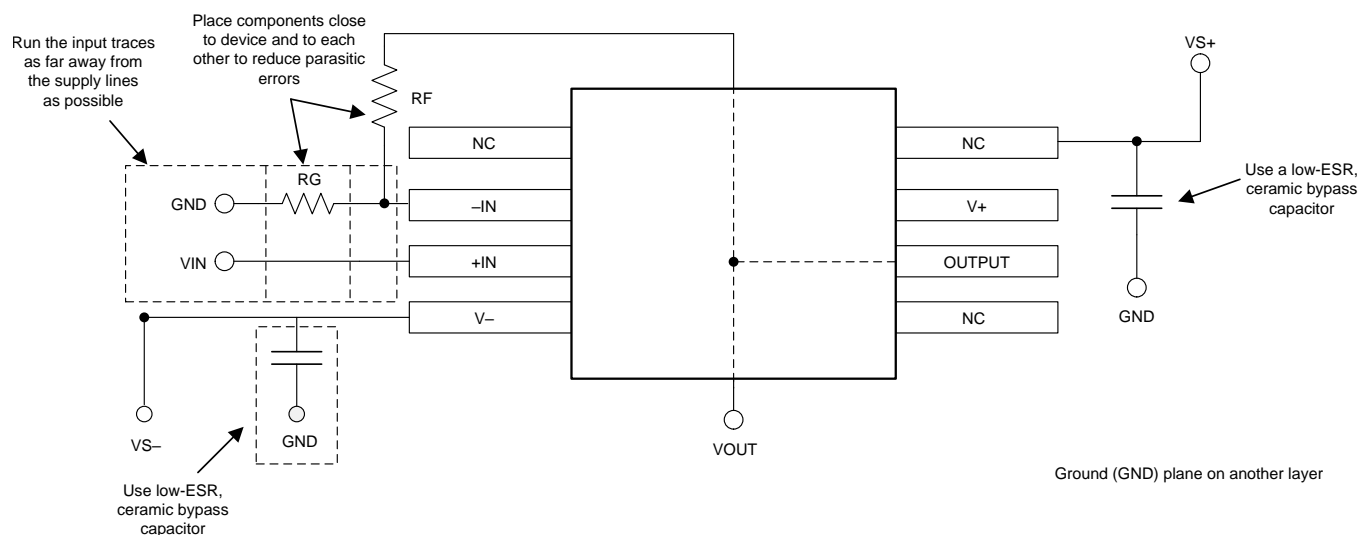 Place components close
to device and to each
other to reduce parasitic
errors
Run the input traces
as far away from
the supply lines
as possible
VS+
RF
NC
NC
Use a low-ESR,
ceramic bypass
capacitor
RG
GND
–IN
V+
VIN
+IN
OUTPUT
V–
NC
GND
VS–
GND
VOUT
Ground (GND) plane on another layer
Use low-ESR,
ceramic bypass
capacitor